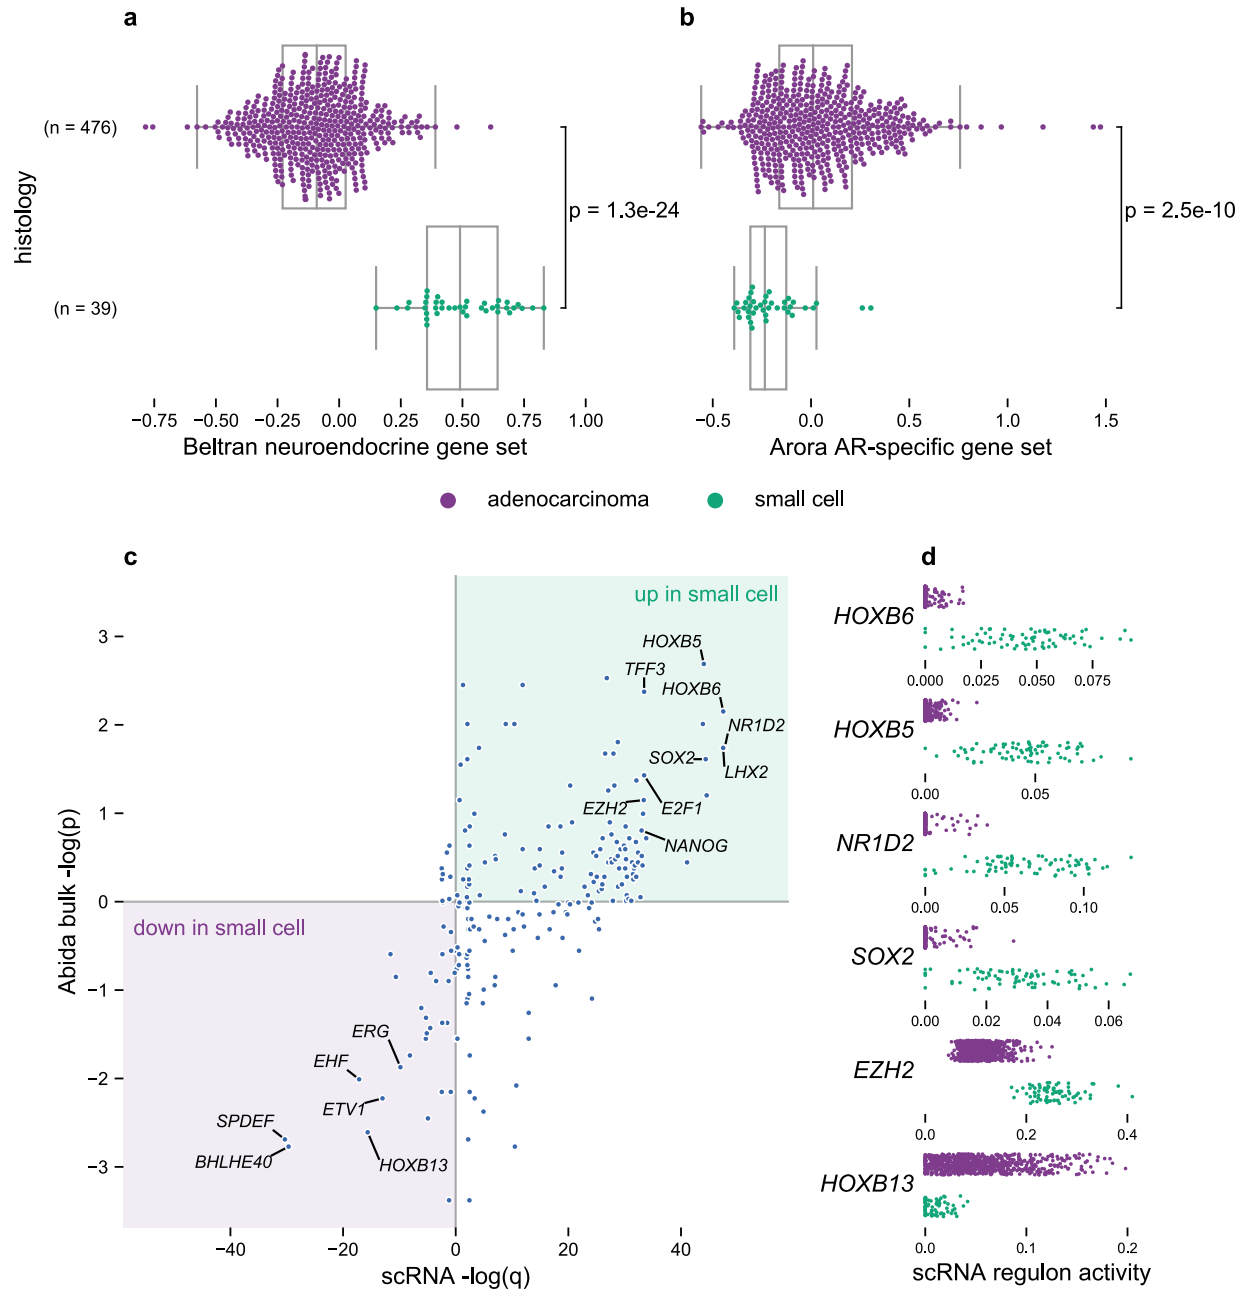 a
b
(n = 476)
(n = 39)
histology
p = 1.3e-24
p = 2.5e-10
−0.75 −0.50 −0.25 0.00 0.25 0.50 0.75 1.00
−0.5 0.0 0.5 1.0 1.5
Beltran neuroendocrine gene set
Arora AR-specific gene set
adenocarcinoma
small cell
c
up in small cell
down in small cell
HOXB5
TFF3
HOXB6
NR1D2
SOX2
LHX2
EZH2
E2F1
NANOG
ERG
EHF
ETV1
SPDEF
BHLHE40
HOXB13
3
2
1
0
−1
−2
−3
Abida bulk -log(p)
−40 −20 0 20 40
scRNA -log(q)
d
HOXB6
0.000 0.025 0.050 0.075
HOXB5
0.00 0.05
NR1D2
0.00 0.05 0.10
SOX2
0.00 0.02 0.04 0.06
EZH2
0.0 0.2 0.4
HOXB13
0.0 0.1 0.2
scRNA regulon activity